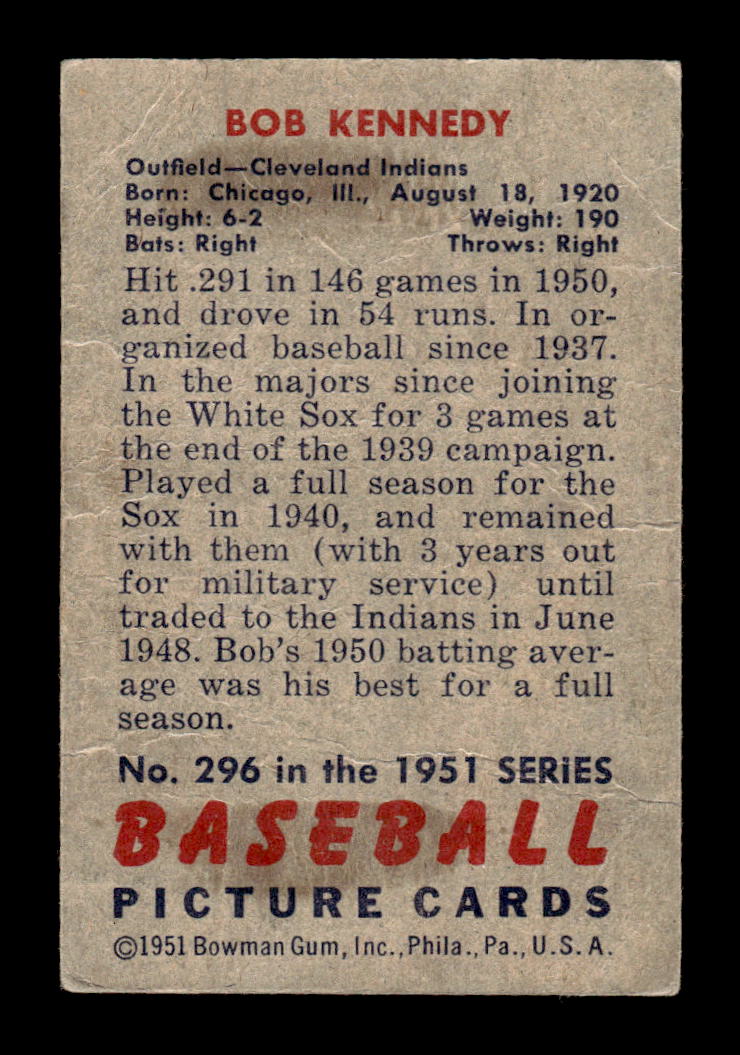 BOB KENNEDY
Outfield—Cleveland Indians
Born: Chicago, Ill., August 18, 1920
Height: 6-2 Weight: 190
Bats: Right Throws: Right
Hit .291 in 146 games in 1950,
and drove in 54 runs. In or-
ganized baseball since 1937.
In the majors since joining
the White Sox for 3 games at
the end of the 1939 campaign.
Played a full season for the
Sox in 1940, and remained
with them (with 3 years out
for military service) until
traded to the Indians in June
1948. Bob's 1950 batting aver-
age was his best for a full
season.
No. 296 in the 1951 SERIES
BASEBALL
PICTURE CARDS
©1951 Bowman Gum, Inc., Phila., Pa., U.S.A.